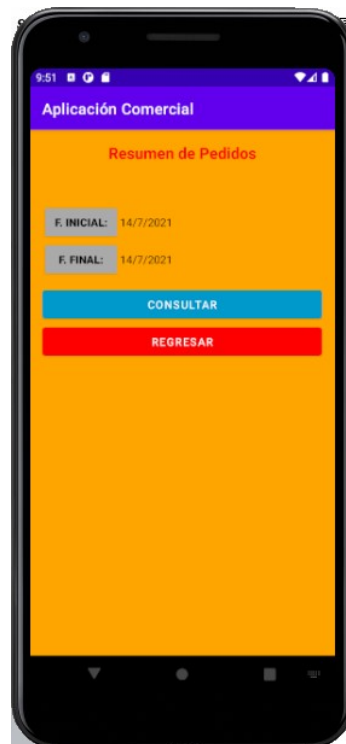 9:51
Aplicación Comercial
Resumen de Pedidos
F. INICIAL: 14/7/2021
F. FINAL: 14/7/2021
CONSULTAR
REGRESAR